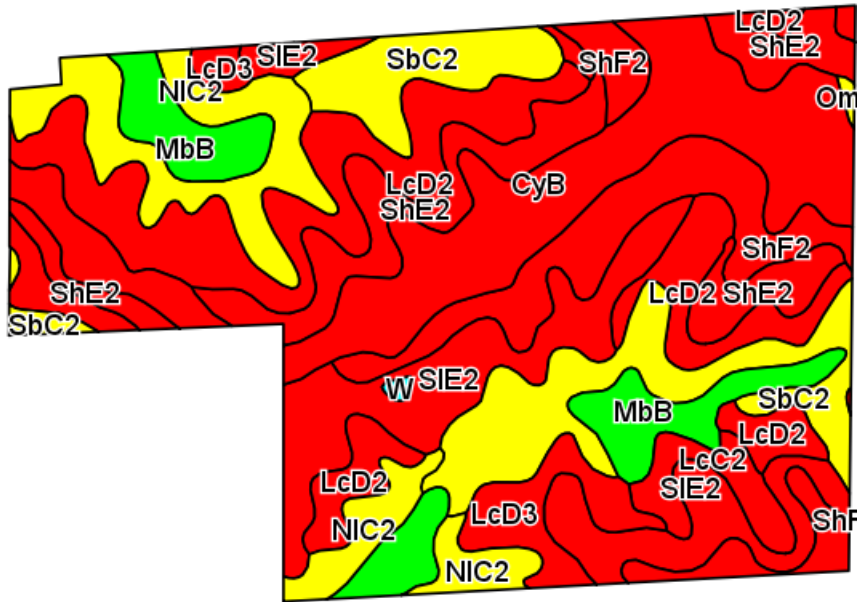 LcD2
ShE2
LcD3
SlE2
SbC2
ShF2
NlC2
Om
MbB
LcD2
ShE2
CyB
ShF2
ShE2
LcD2 ShE2
SbC2
W
SlE2
SbC2
MbB
LcD2
LcC2
LcD2
SlE2
LcD3
ShF
NlC2
NlC2